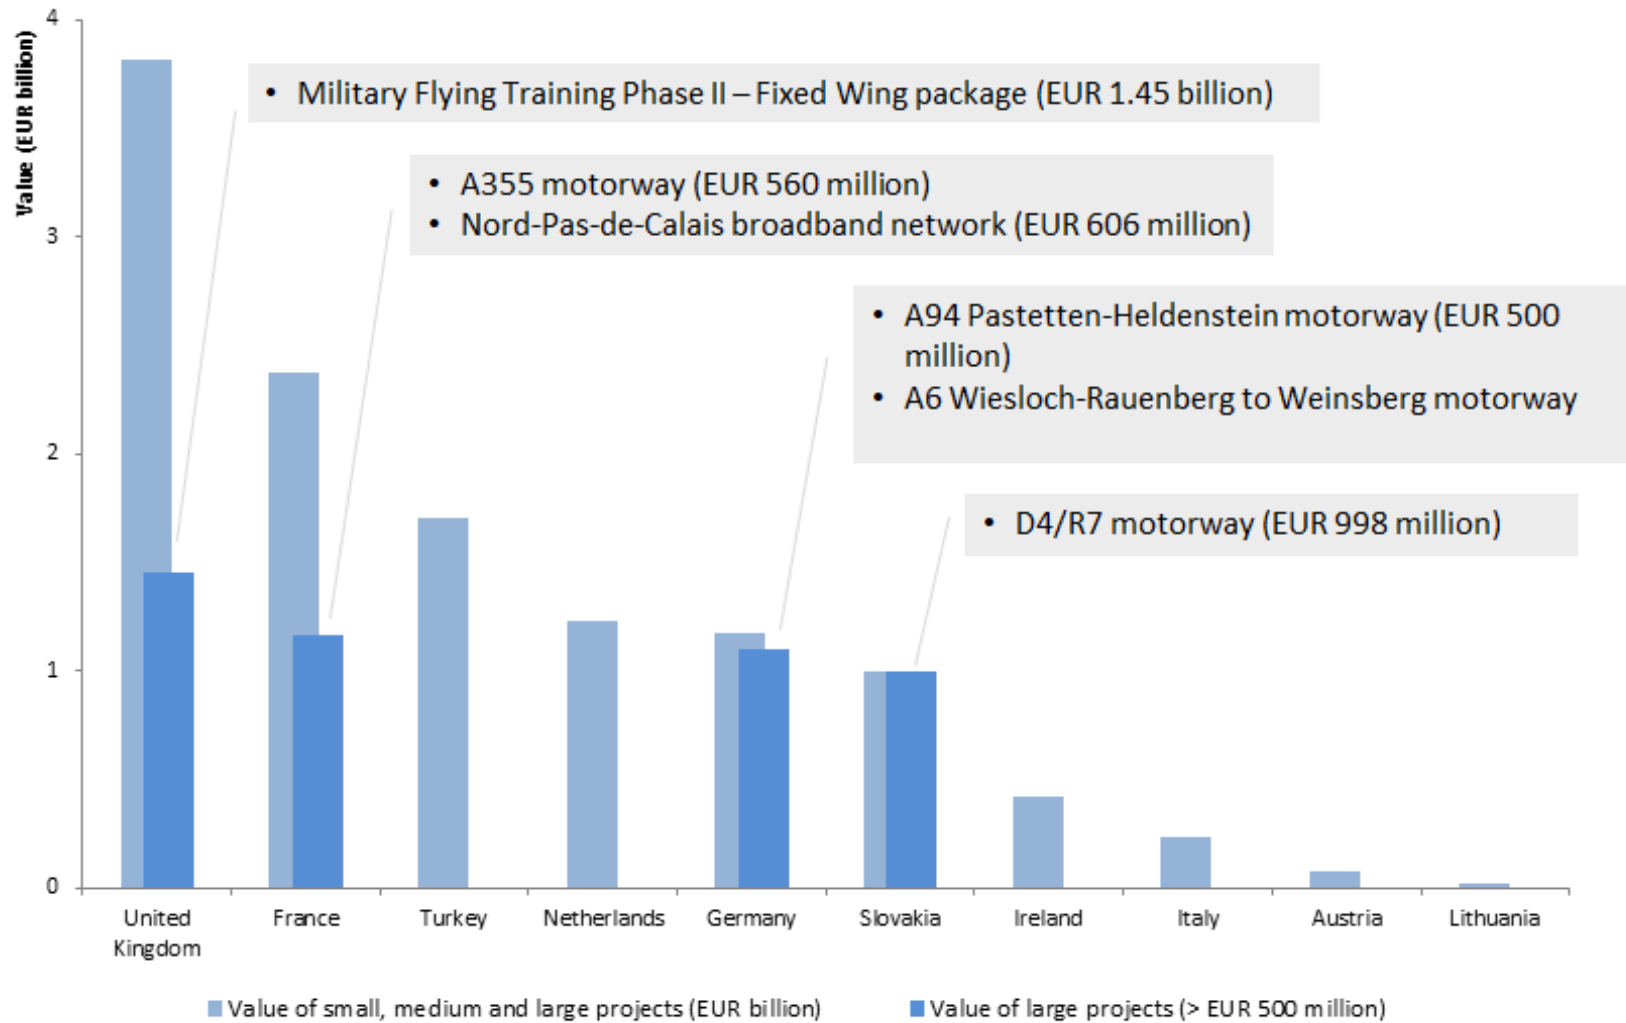 Value (EUR billion)
4
3
2
1
0
• Military Flying Training Phase II – Fixed Wing package (EUR 1.45 billion)
• A355 motorway (EUR 560 million)
• Nord-Pas-de-Calais broadband network (EUR 606 million)
• A94 Pastetten-Heldenstein motorway (EUR 500
million)
• A6 Wiesloch-Rauenberg to Weinsberg motorway
• D4/R7 motorway (EUR 998 million)
United
Kingdom
France
Turkey
Netherlands
Germany
Slovakia
Ireland
Italy
Austria
Lithuania
Value of small, medium and large projects (EUR billion)
Value of large projects (> EUR 500 million)